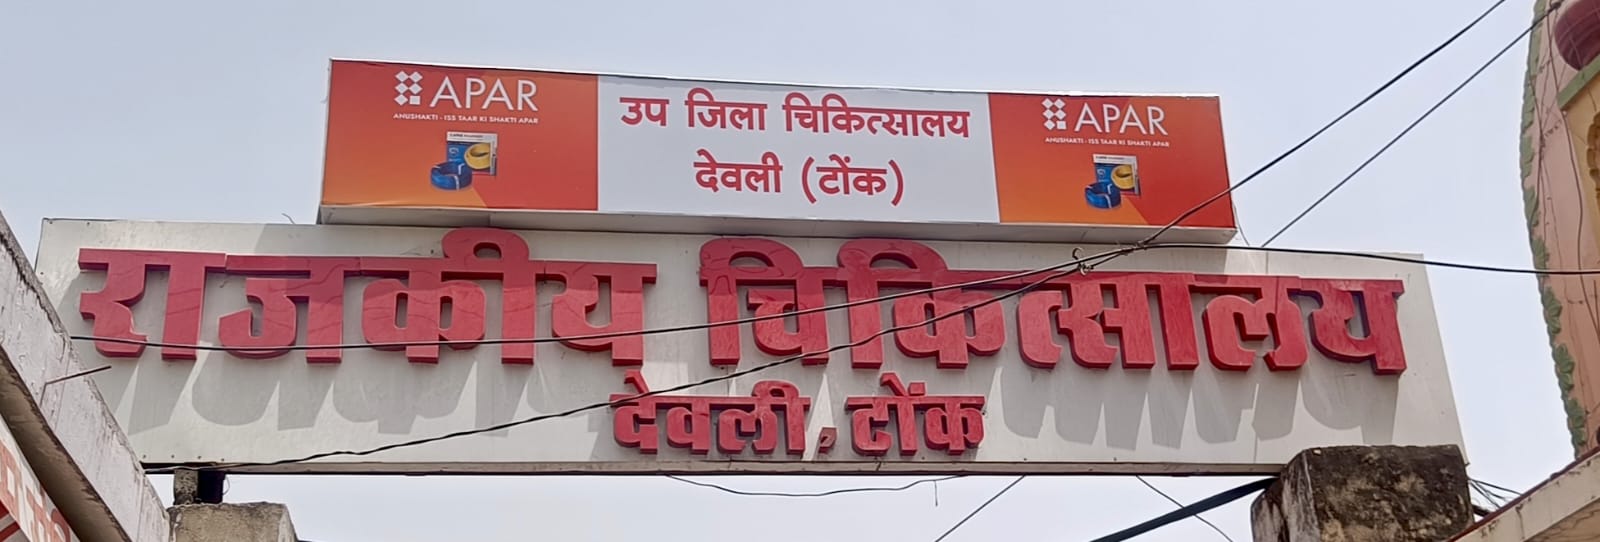 APAR
ANUSHAKTI - ISS TAAR KI SHAKTI APAR
उप जिला चिकित्सालय
देवली (टोंक)
APAR
ANUSHAKTI - ISS TAAR KI SHAKTI APAR
राजकीय चिकित्सालय
देवली, टोंक